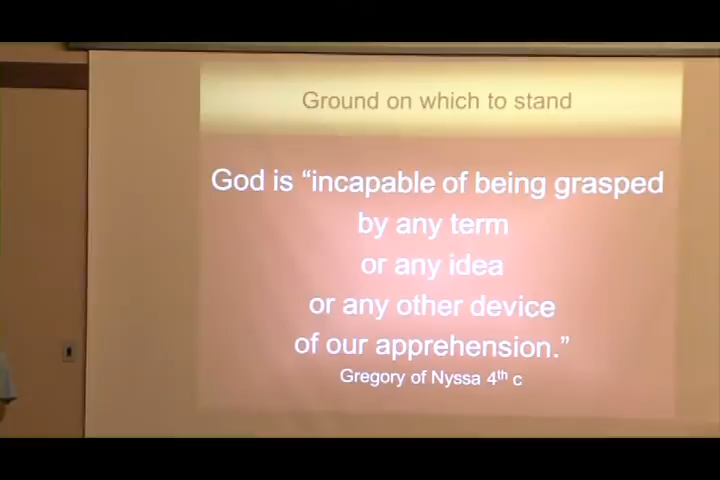 Ground on which to stand
God is “incapable of being grasped
by any term
or any idea
or any other device
of our apprehension.”
Gregory of Nyssa 4th c